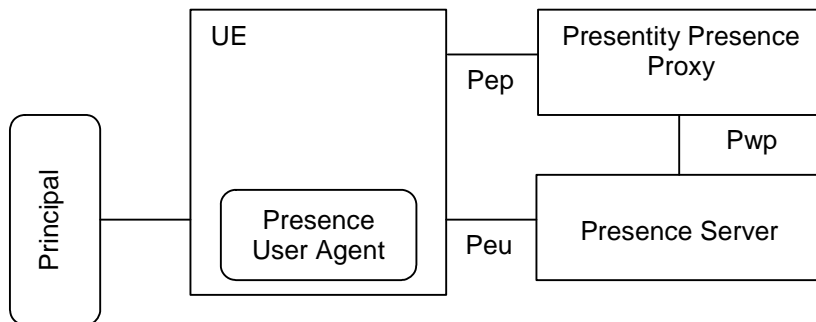 UE
Presentity Presence
Proxy
Pep
Pwp
Principal
Presence
User Agent
Peu
Presence Server